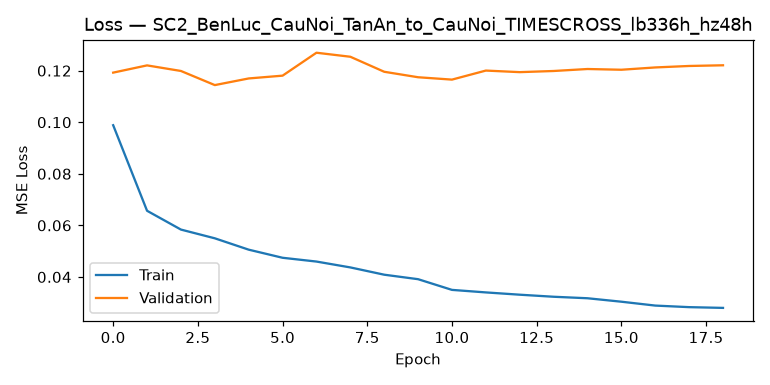 Loss — SC2_BenLuc_CauNoi_TanAn_to_CauNoi_TIMESCROSS_lb336h_hz48h
0.12
0.10
0.08
0.06
0.04
MSE Loss
Train
Validation
0.0 2.5 5.0 7.5 10.0 12.5 15.0 17.5
Epoch